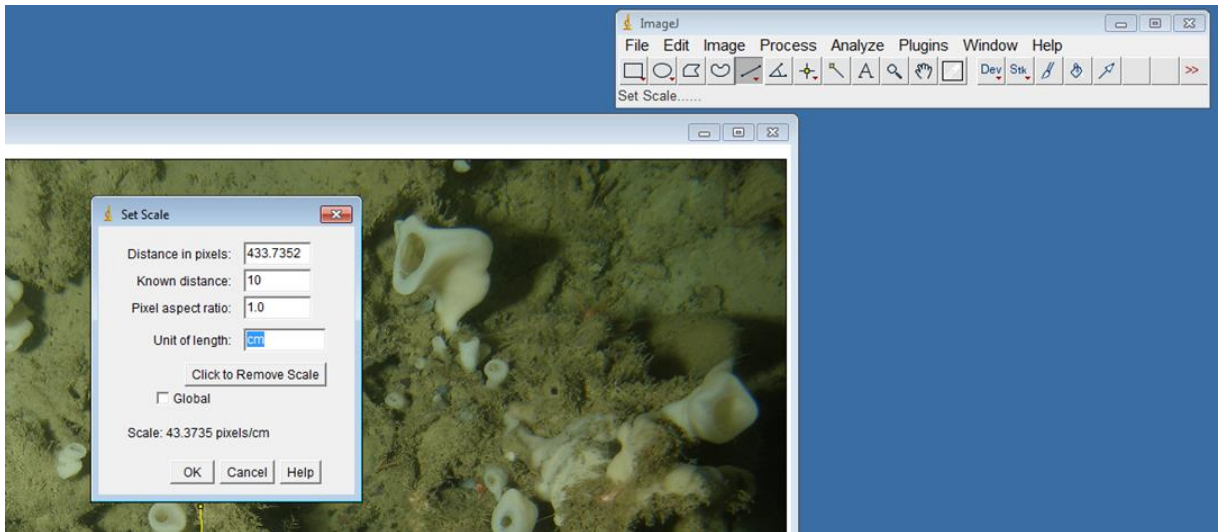 ImageJ
File Edit Image Process Analyze Plugins Window Help
A Dev Stk >>
Set Scale......
Set Scale
Distance in pixels: 433.7352
Known distance: 10
Pixel aspect ratio: 1.0
Unit of length: cm
Click to Remove Scale
Global
Scale: 43.3735 pixels/cm
OK Cancel Help